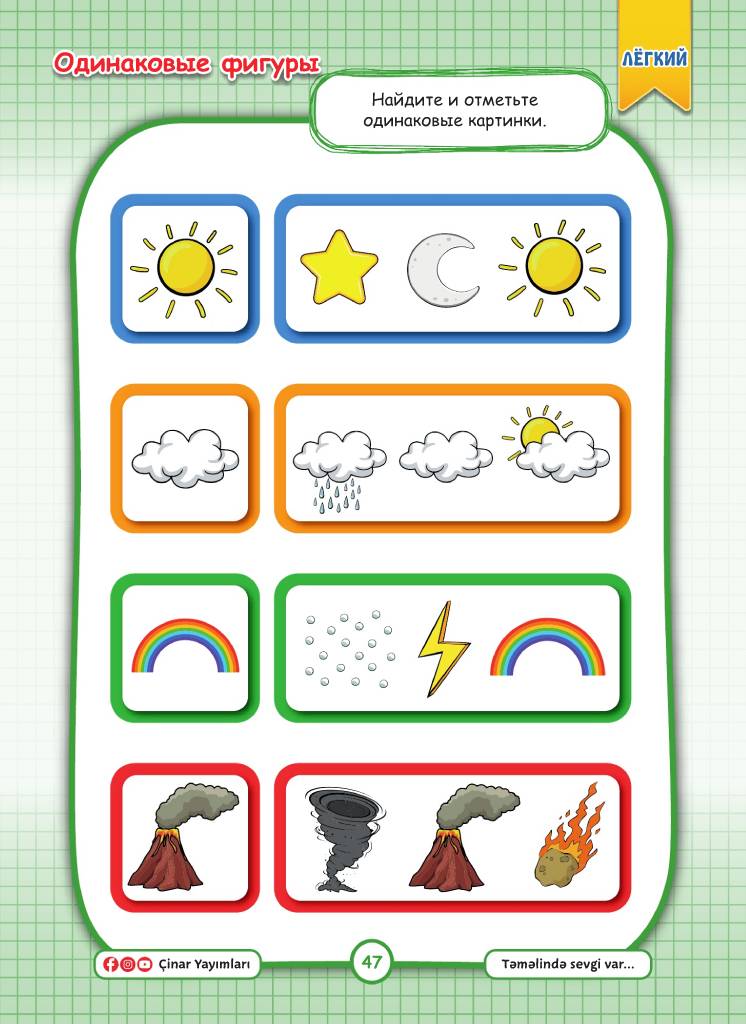 Одинаковые фигуры
ЛЁГКИЙ
Найдите и отметьте
одинаковые картинки.
Çinar Yayımları
47
Təməlində sevgi var...